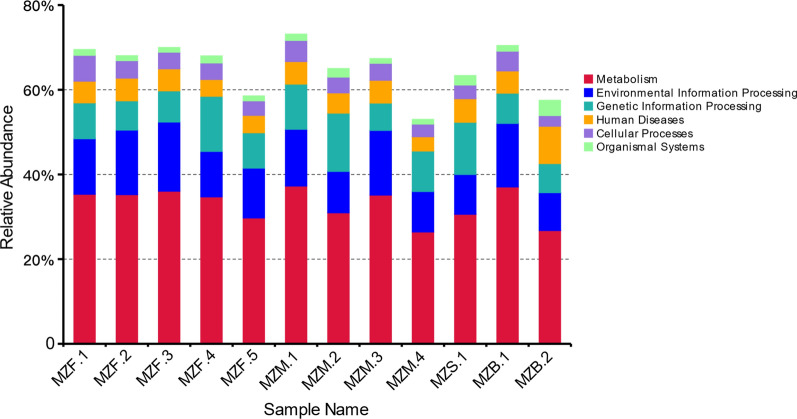 80%
60%
40%
20%
0
Relative Abundance
MZF.1
MZF.2
MZF.3
MZF.4
MZF.5
MZM.1
MZM.2
MZM.3
MZM.4
MZS.1
MZB.1
MZB.2
Sample Name
Metabolism
Environmental Information Processing
Genetic Information Processing
Human Diseases
Cellular Processes
Organismal Systems